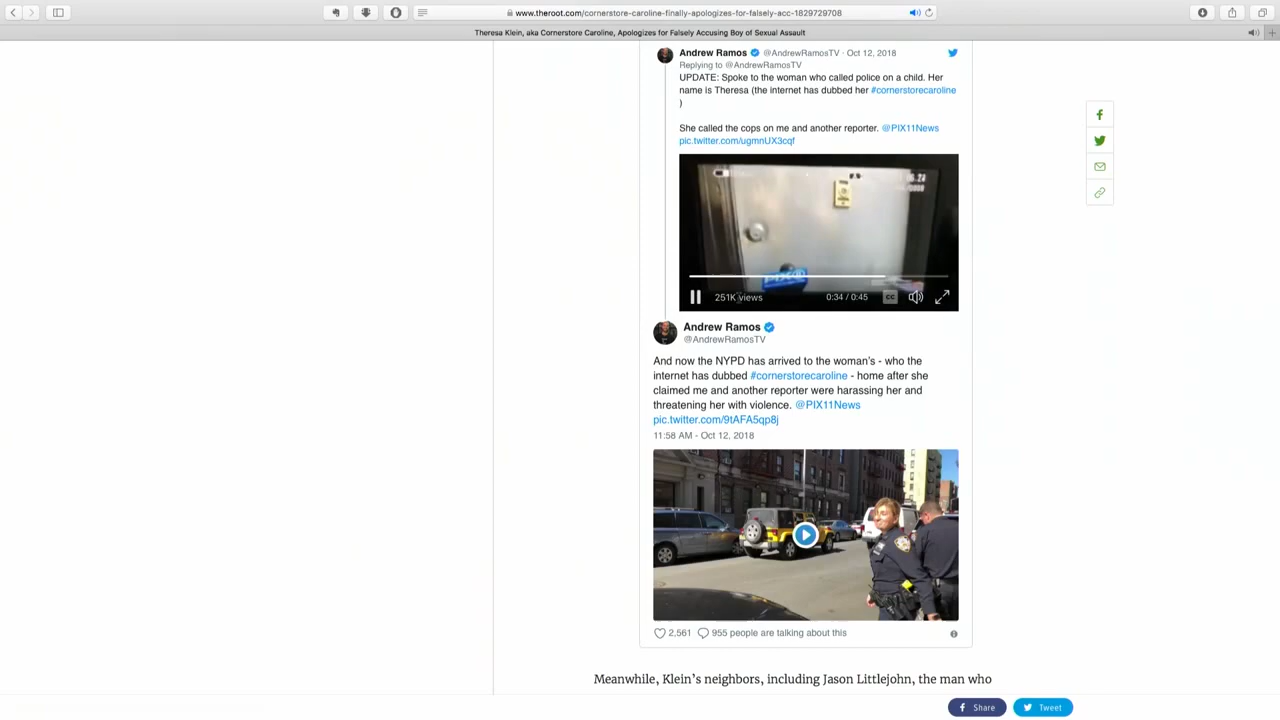 www.theroot.com/cornerstore-caroline-finally-apologizes-for-falsely-acc-1829729708
Theresa Klein, aka Cornerstore Caroline, Apologizes for Falsely Accusing Boy of Sexual Assault
Andrew Ramos @AndrewRamosTV · Oct 12, 2018
Replying to @AndrewRamosTV
UPDATE: Spoke to the woman who called police on a child. Her
name is Theresa (the internet has dubbed her #cornerstorecaroline
)
She called the cops on me and another reporter. @PIX11News
pic.twitter.com/ugmnUX3cqf
251K views
0:34 / 0:45
CC
Andrew Ramos
@AndrewRamosTV
And now the NYPD has arrived to the woman's - who the
internet has dubbed #cornerstorecaroline - home after she
claimed me and another reporter were harassing her and
threatening her with violence. @PIX11News
pic.twitter.com/9tAFA5qp8j
11:58 AM - Oct 12, 2018
2,561
955 people are talking about this
Meanwhile, Klein's neighbors, including Jason Littlejohn, the man who
Share
Tweet